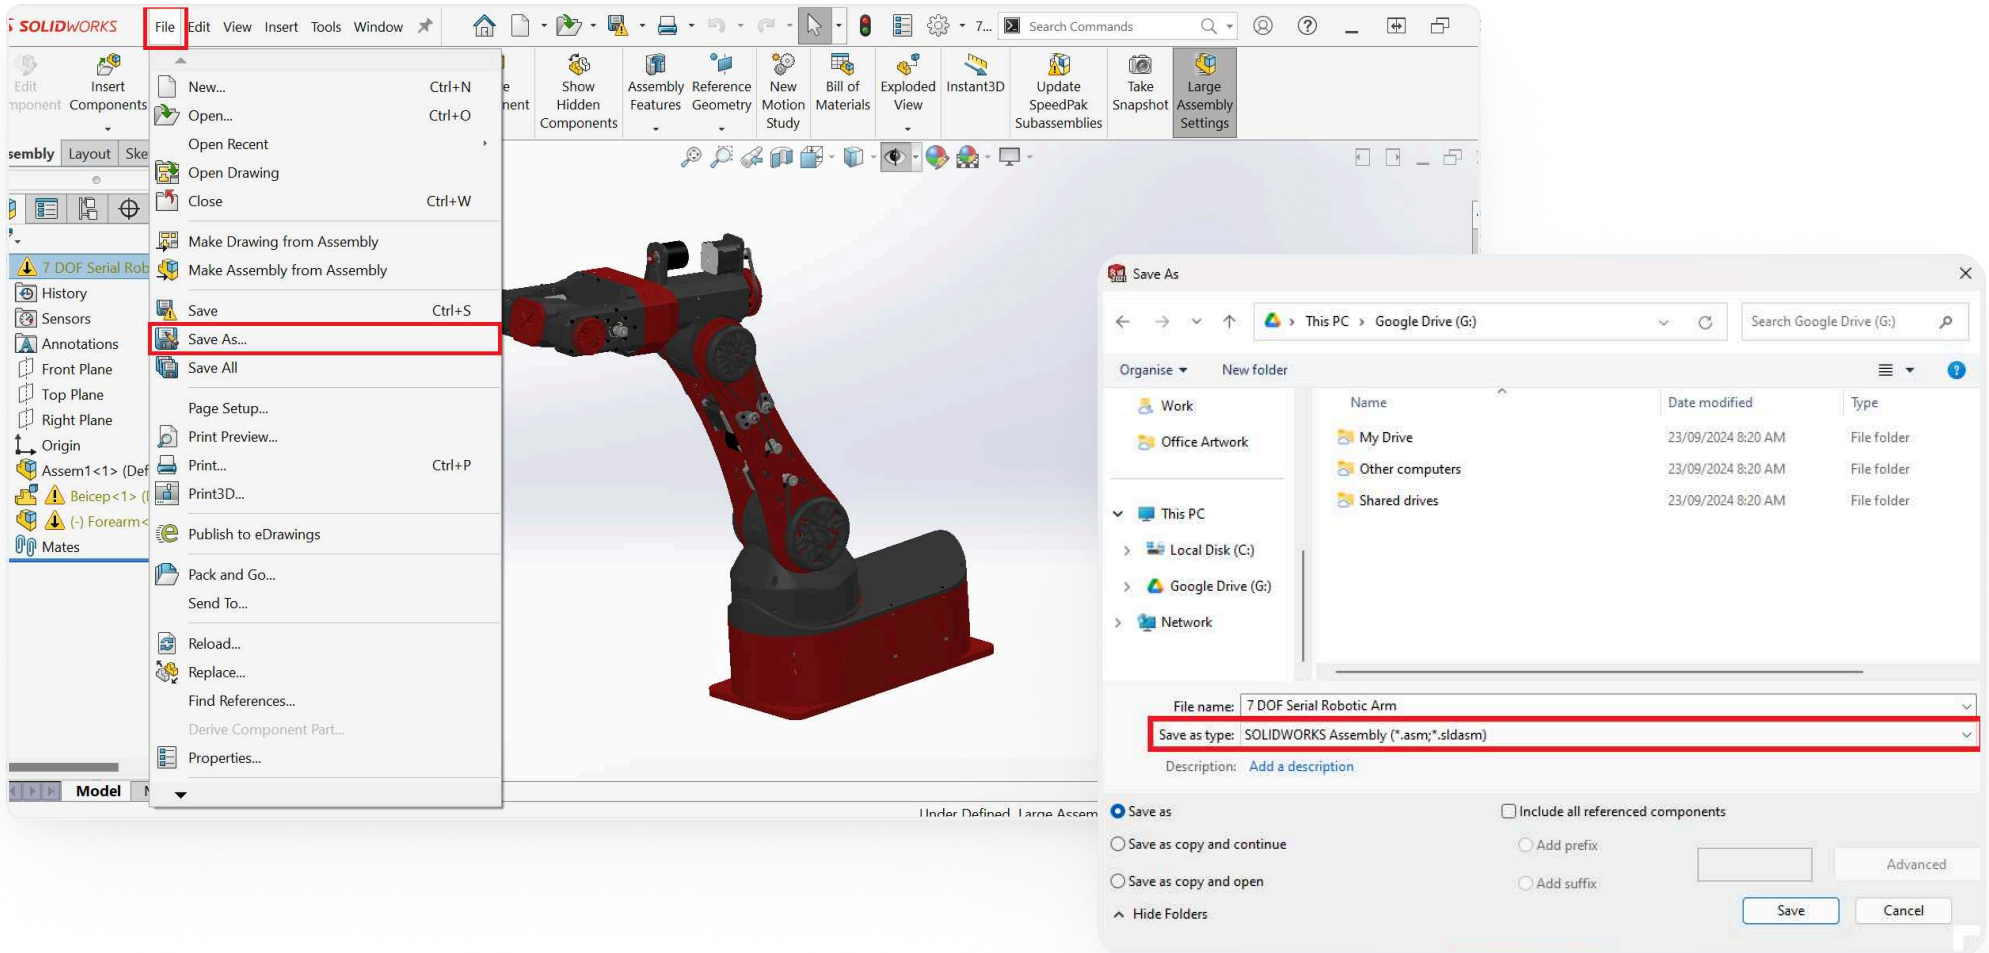 SOLIDWORKS File Edit View Insert Tools Window 7... Search Commands
Edit
Insert
Components
Show
Hidden
Components
Assembly
Features
Reference
Geometry
New
Motion
Study
Bill of
Materials
Exploded
View
Instant3D
Update
SpeedPak
Subassemblies
Take
Snapshot
Large
Assembly
Settings
Layout
7 DOF Serial Rob
History
Sensors
Annotations
Front Plane
Top Plane
Right Plane
Origin
Assem1<1> (Def
Beicep<1> (
(-) Forearm<
Mates
Model
New... Ctrl+N
Open... Ctrl+O
Open Recent
Open Drawing
Close Ctrl+W
Make Drawing from Assembly
Make Assembly from Assembly
Save Ctrl+S
Save As...
Save All
Page Setup...
Print Preview...
Print... Ctrl+P
Print3D...
Publish to eDrawings
Pack and Go...
Send To...
Reload...
Replace...
Find References...
Derive Component Part...
Properties...
Under Defined Large Assem
Save As
This PC > Google Drive (G:)
Search Google Drive (G:)
Organise New folder
Work
Office Artwork
This PC
Local Disk (C:)
Google Drive (G:)
Network
Name Date modified Type
My Drive 23/09/2024 8:20 AM File folder
Other computers 23/09/2024 8:20 AM File folder
Shared drives 23/09/2024 8:20 AM File folder
File name: 7 DOF Serial Robotic Arm
Save as type: SOLIDWORKS Assembly (*.asm;*.sldasm)
Description: Add a description
Save as
Save as copy and continue
Save as copy and open
Include all referenced components
Add prefix
Add suffix
Advanced
Hide Folders
Save Cancel